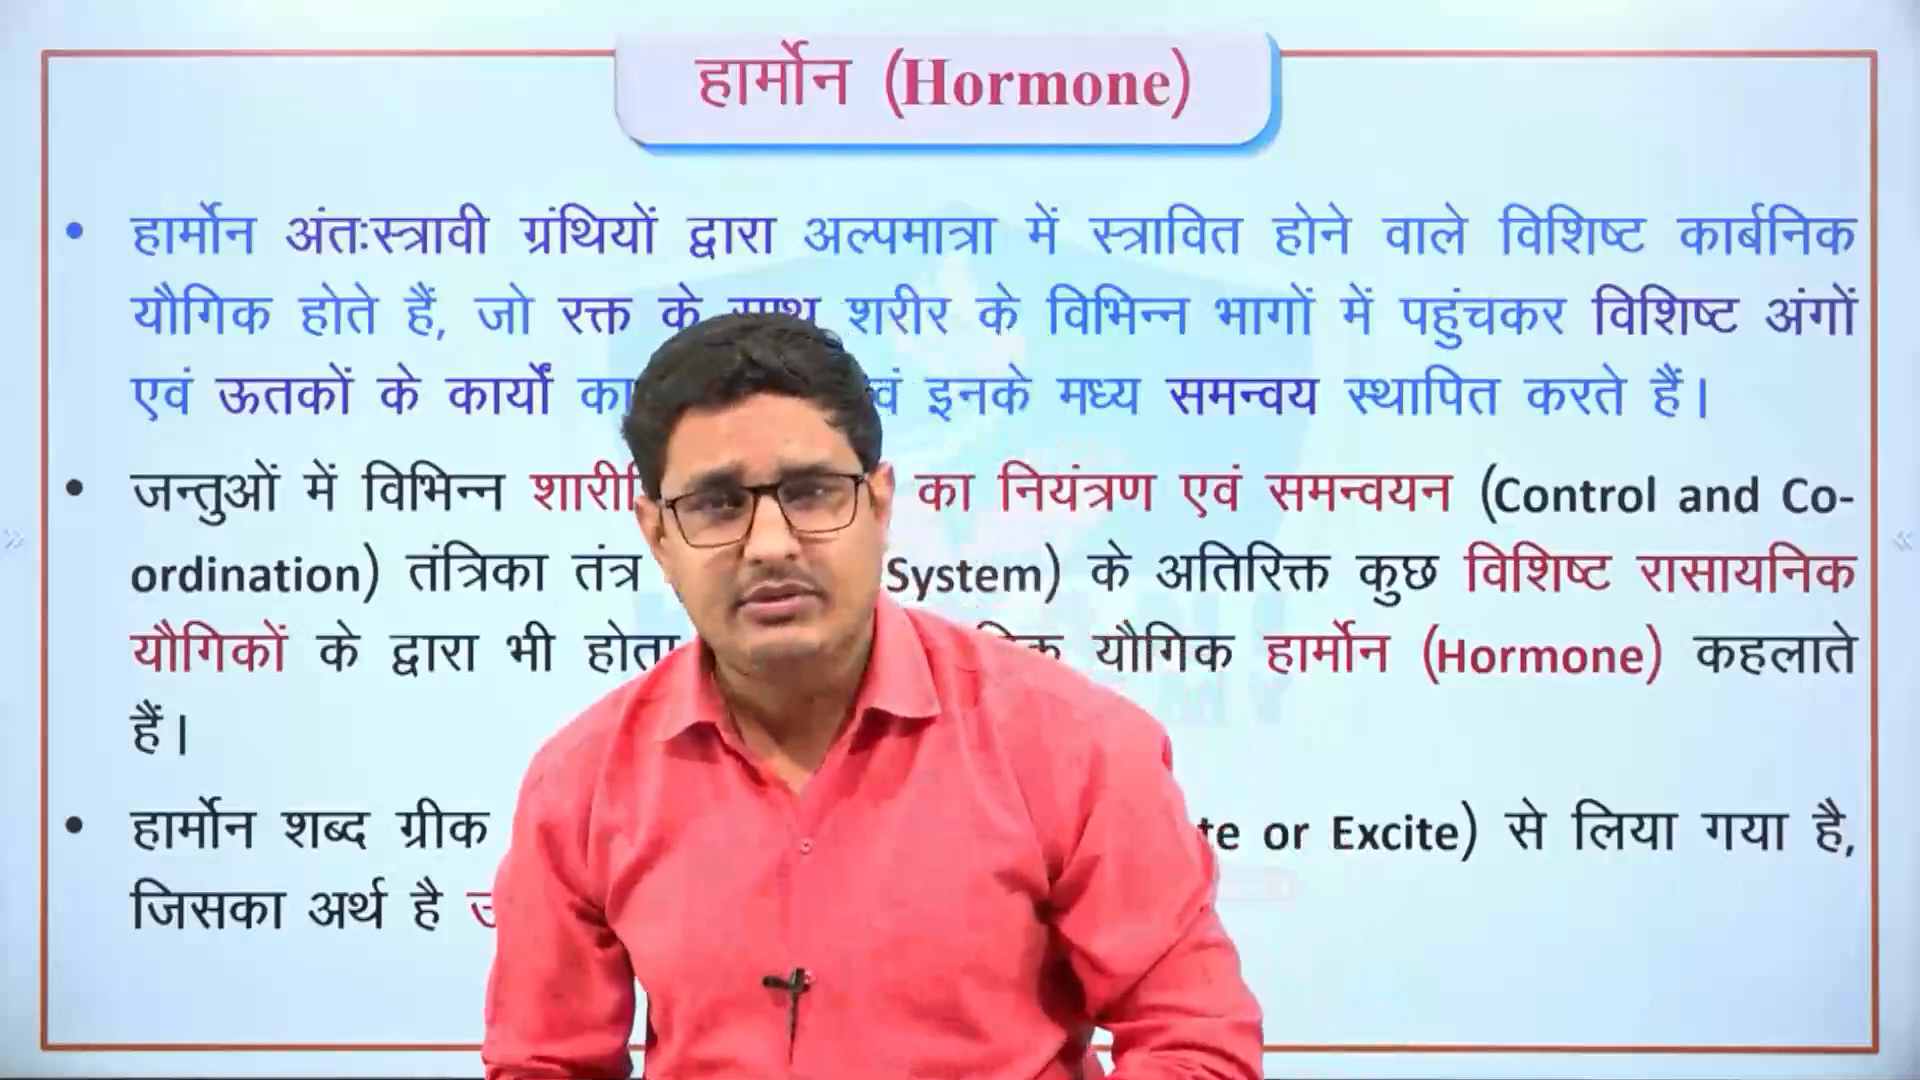 हार्मोन (Hormone)
• हार्मोन अंतःस्त्रावी ग्रंथियों द्वारा अल्पमात्रा में स्त्रावित होने वाले विशिष्ट कार्बनिक
यौगिक होते हैं, जो रक्त के साथ शरीर के विभिन्न भागों में पहुंचकर विशिष्ट अंगों
एवं ऊतकों के कार्यों का इनके मध्य समन्वय स्थापित करते हैं।
• जन्तुओं में विभिन्न का नियंत्रण एवं समन्वयन (Control and Co-
ordination) तंत्रिका तंत्र System) के अतिरिक्त कुछ विशिष्ट रासायनिक
यौगिकों के द्वारा भी होता यौगिक हार्मोन (Hormone) कहलाते
हैं।
• हार्मोन शब्द ग्रीक or Excite) से लिया गया है,
जिसका अर्थ है